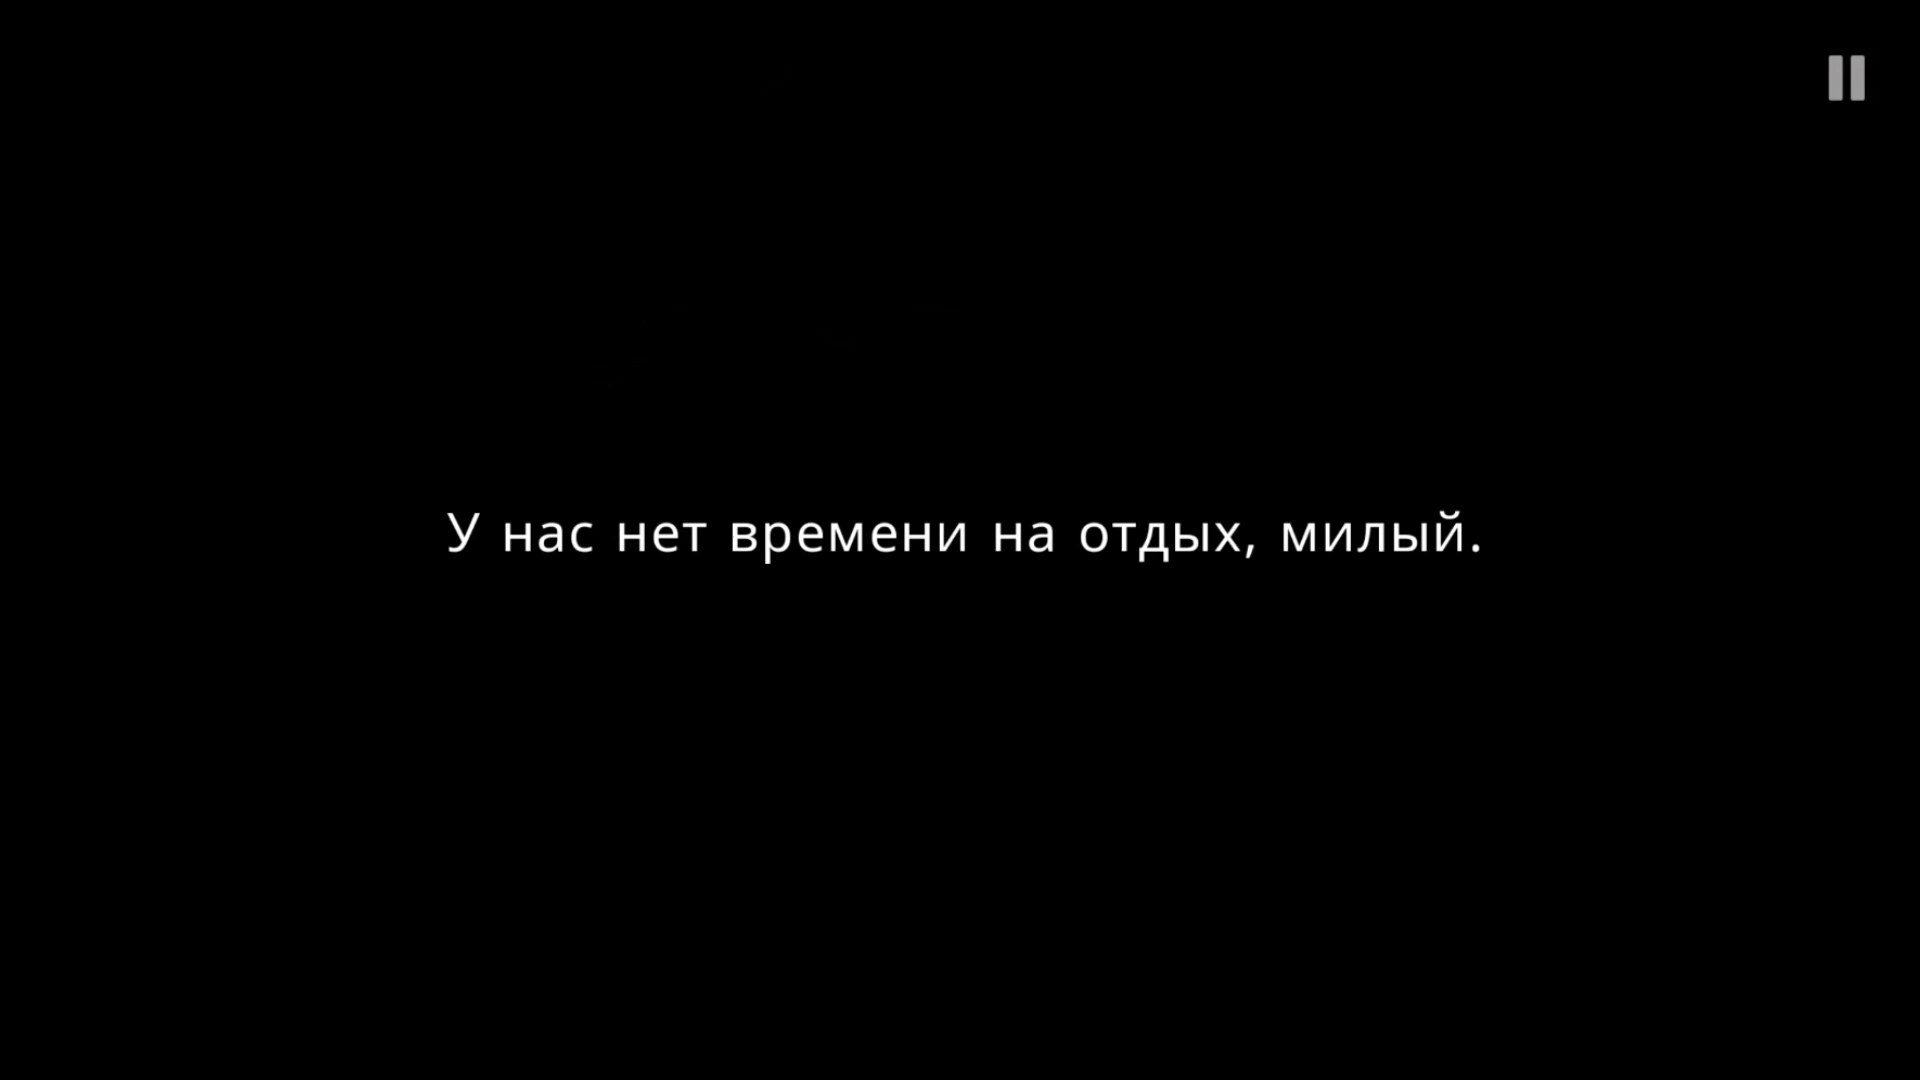 У нас нет времени на отдых, милый.